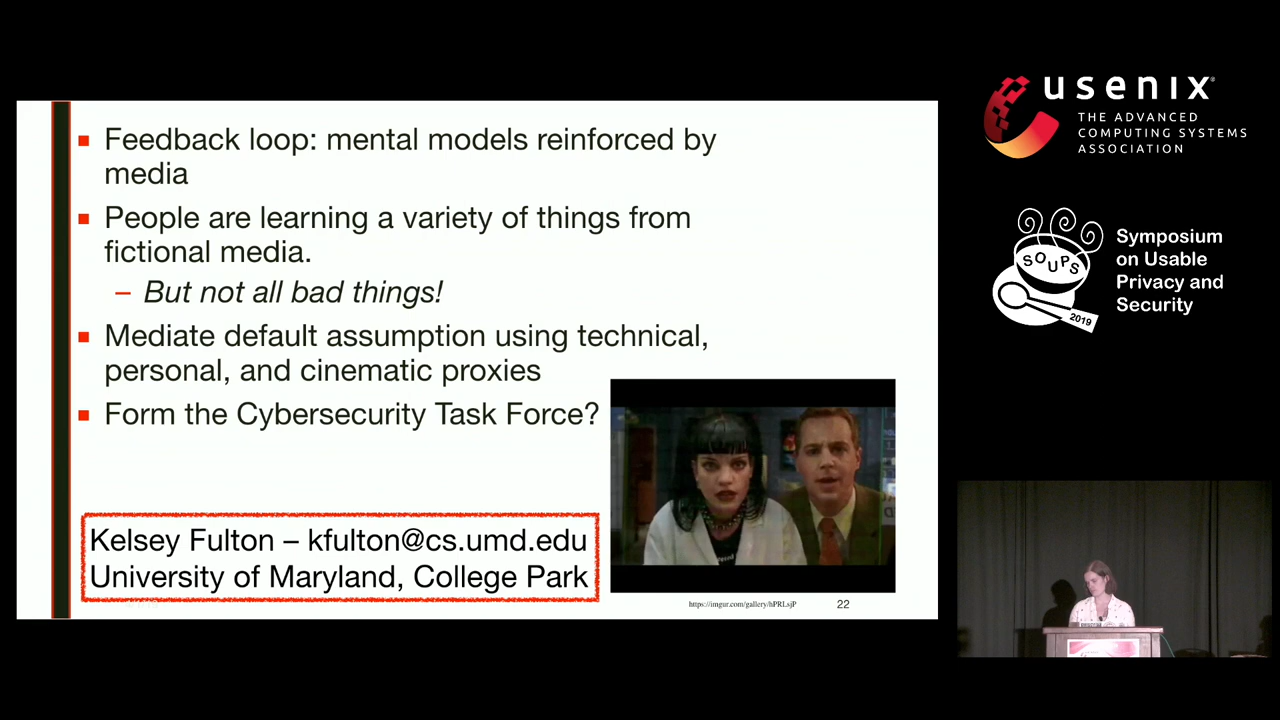 Feedback loop: mental models reinforced by
media
People are learning a variety of things from
fictional media.
– But not all bad things!
Mediate default assumption using technical,
personal, and cinematic proxies
Form the Cybersecurity Task Force?
Kelsey Fulton – kfulton@cs.umd.edu
University of Maryland, College Park
https://imgur.com/gallery/hPRLsjP
22
usenix
THE ADVANCED
COMPUTING SYSTEMS
ASSOCIATION
SOUPS
2019
Symposium
on Usable
Privacy and
Security